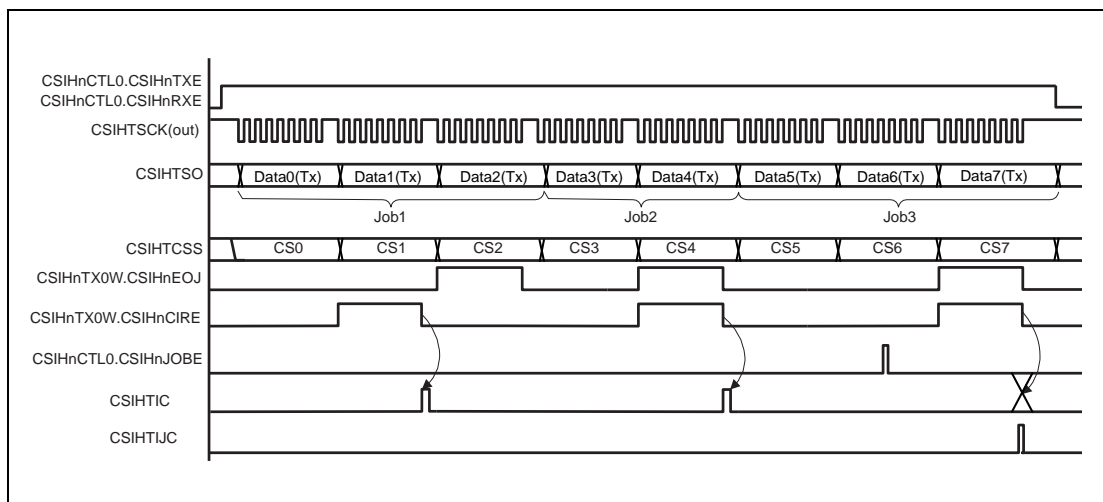 CSIHnCTL0.CSIHnTXE
CSIHnCTL0.CSIHnRXE
CSIHTSCK(out)
CSIHTSO
Data0(Tx) Data1(Tx) Data2(Tx) Data3(Tx) Data4(Tx) Data5(Tx) Data6(Tx) Data7(Tx)
Job1 Job2 Job3
CSIHTCSS
CS0 CS1 CS2 CS3 CS4 CS5 CS6 CS7
CSIHnTX0W.CSIHnEOJ
CSIHnTX0W.CSIHnCIRE
CSIHnCTL0.CSIHnJOBE
CSIHTIC
CSIHTIJC